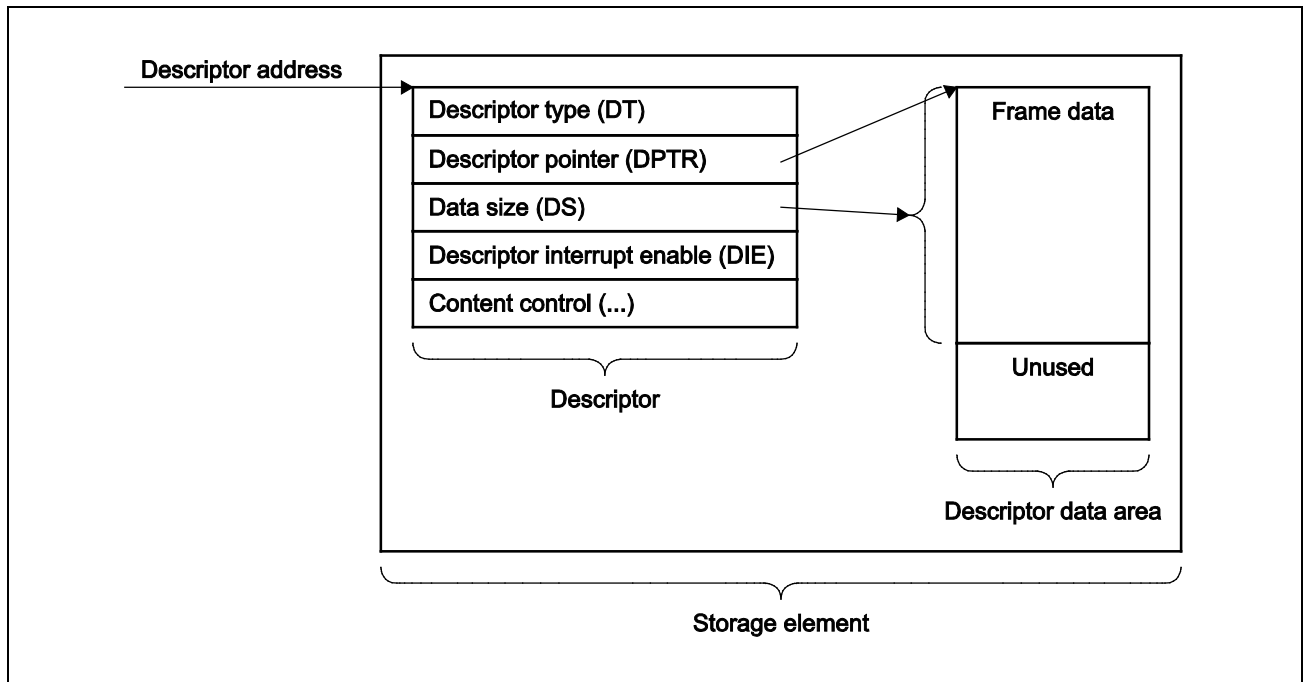 Descriptor address
Descriptor type (DT)
Descriptor pointer (DPTR)
Data size (DS)
Descriptor interrupt enable (DIE)
Content control (...)
Descriptor
Frame data
Unused
Descriptor data area
Storage element